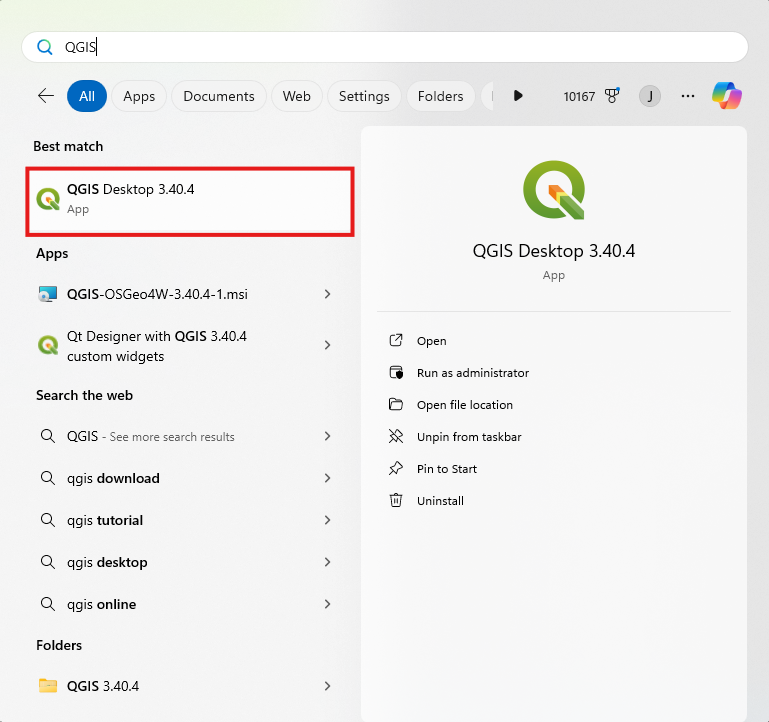 QGIS
All
Apps
Documents
Web
Settings
Folders
10167
J
Best match
QGIS Desktop 3.40.4
App
Apps
QGIS-OSGeo4W-3.40.4-1.msi
Qt Designer with QGIS 3.40.4
custom widgets
Search the web
QGIS - See more search results
qgis download
qgis tutorial
qgis desktop
qgis online
Folders
QGIS 3.40.4
QGIS Desktop 3.40.4
App
Open
Run as administrator
Open file location
Unpin from taskbar
Pin to Start
Uninstall